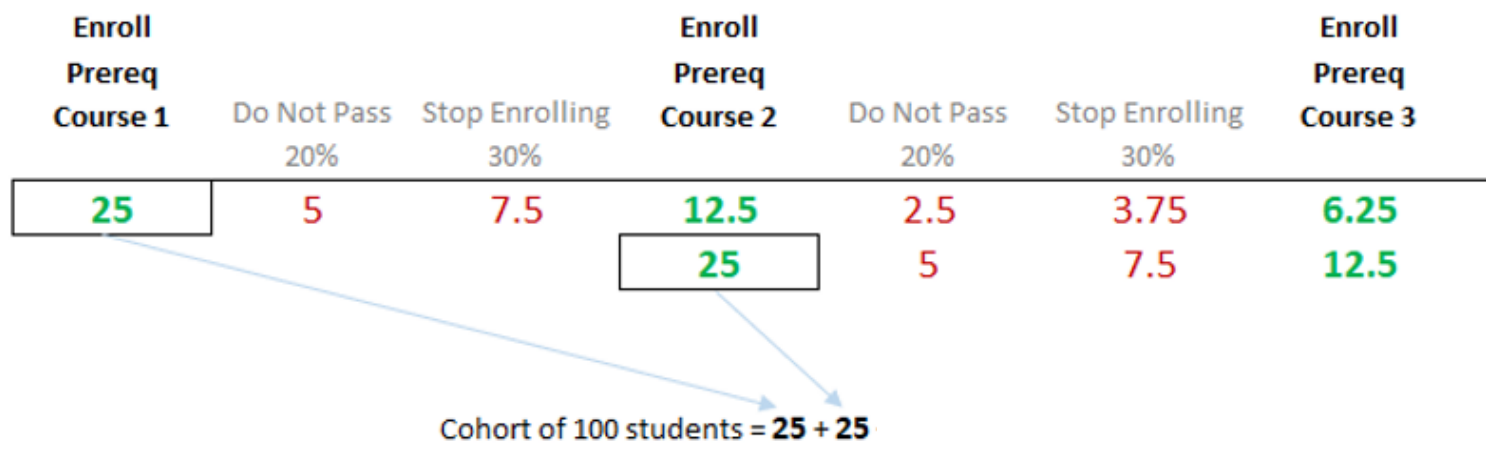 Enroll Enroll Enroll
Prereq Prereq Prereq
Course 1 Do Not Pass Stop Enrolling Course 2 Do Not Pass Stop Enrolling Course 3
20% 30% 20% 30%
25 5 7.5 12.5 2.5 3.75 6.25
25 5 7.5 12.5
Cohort of 100 students = 25 + 25